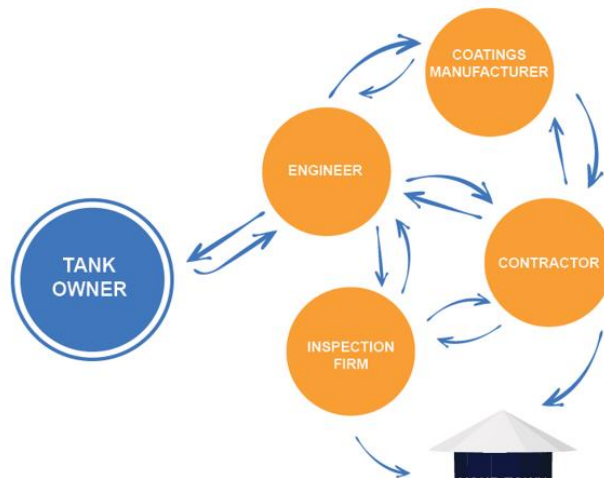 COATINGS
MANUFACTURER
ENGINEER
TANK
OWNER
CONTRACTOR
INSPECTION
FIRM